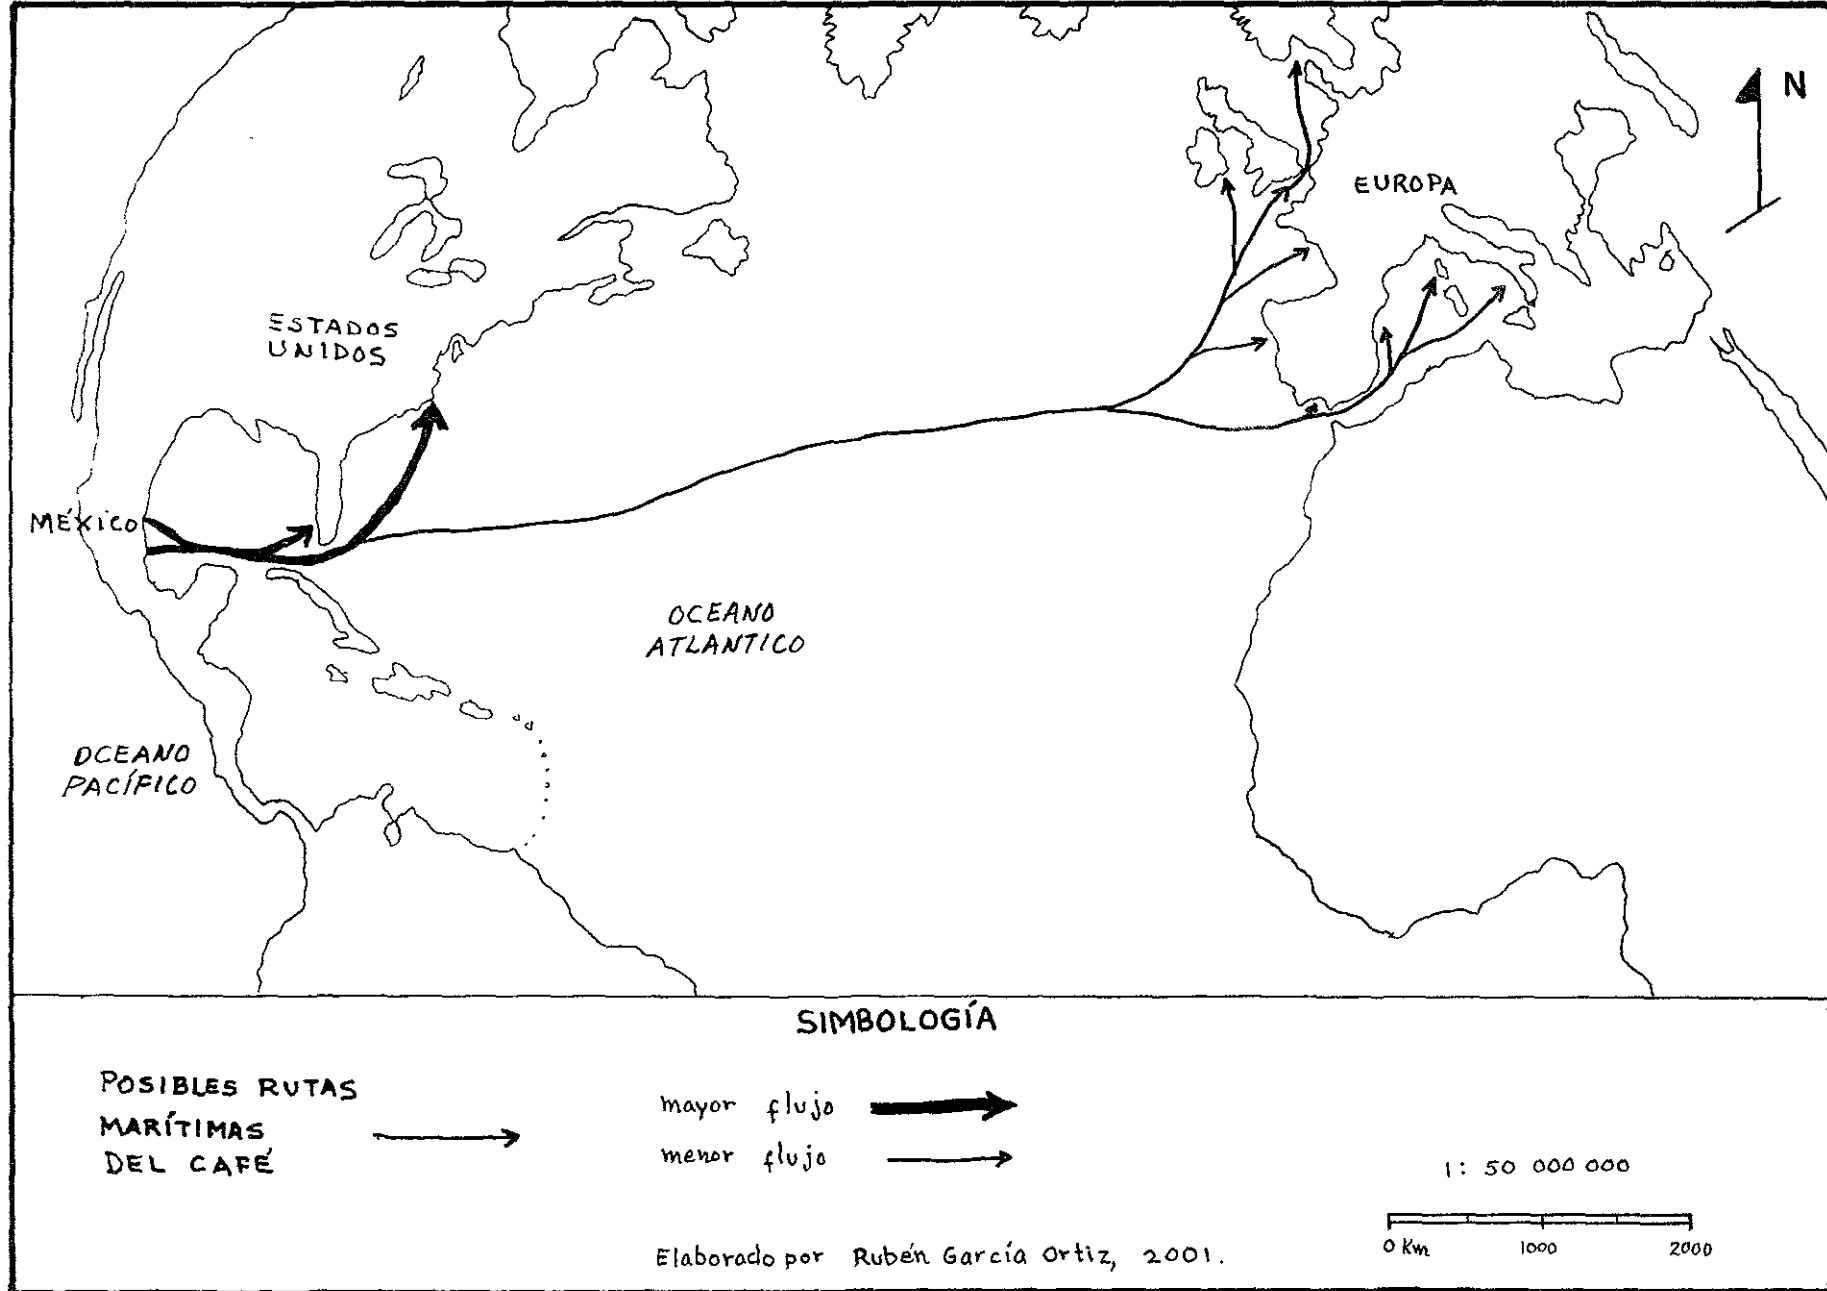 N
EUROPA
ESTADOS
UNIDOS
MÉXICO
OCEANO
ATLANTICO
OCEANO
PACÍFICO
SIMBOLOGÍA
POSIBLES RUTAS
MARÍTIMAS
DEL CAFÉ
mayor flujo
menor flujo
1: 50 000 000
0 Km 1000 2000
Elaborado por Rubén García Ortiz, 2001.